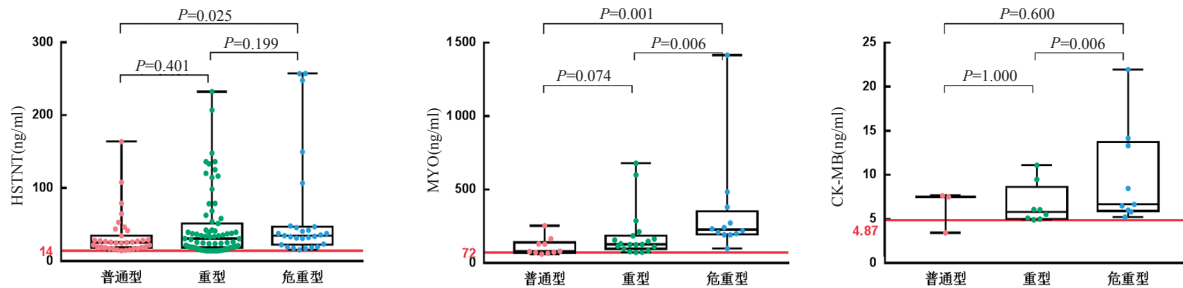 P=0.025
P=0.199
P=0.401
HSTNT(ng/ml)
300
200
100
14
0
普通型 重型 危重型
P=0.001
P=0.006
P=0.074
MYO(ng/ml)
1 500
1 000
500
72
0
普通型 重型 危重型
P=0.600
P=0.006
P=1.000
CK-MB(ng/ml)
25
20
15
10
5
4.87
0
普通型 重型 危重型